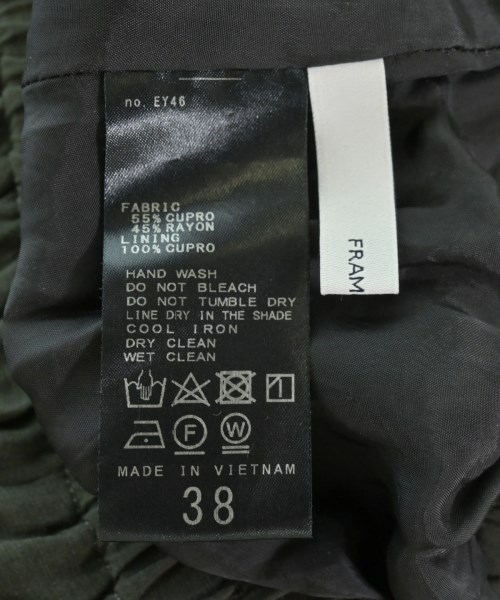 no. EY46
FABRIC
55% CUPRO
45% RAYON
LINING
100% CUPRO
HAND WASH
DO NOT BLEACH
DO NOT TUMBLE DRY
LINE DRY IN THE SHADE
COOL IRON
DRY CLEAN
WET CLEAN
F W
MADE IN VIETNAM
38
FRAM